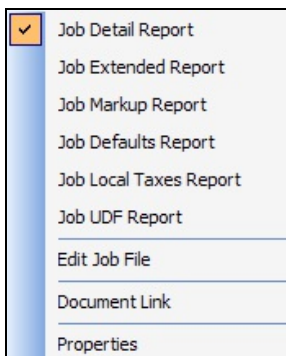 Job Detail Report
Job Extended Report
Job Markup Report
Job Defaults Report
Job Local Taxes Report
Job UDF Report
Edit Job File
Document Link
Properties